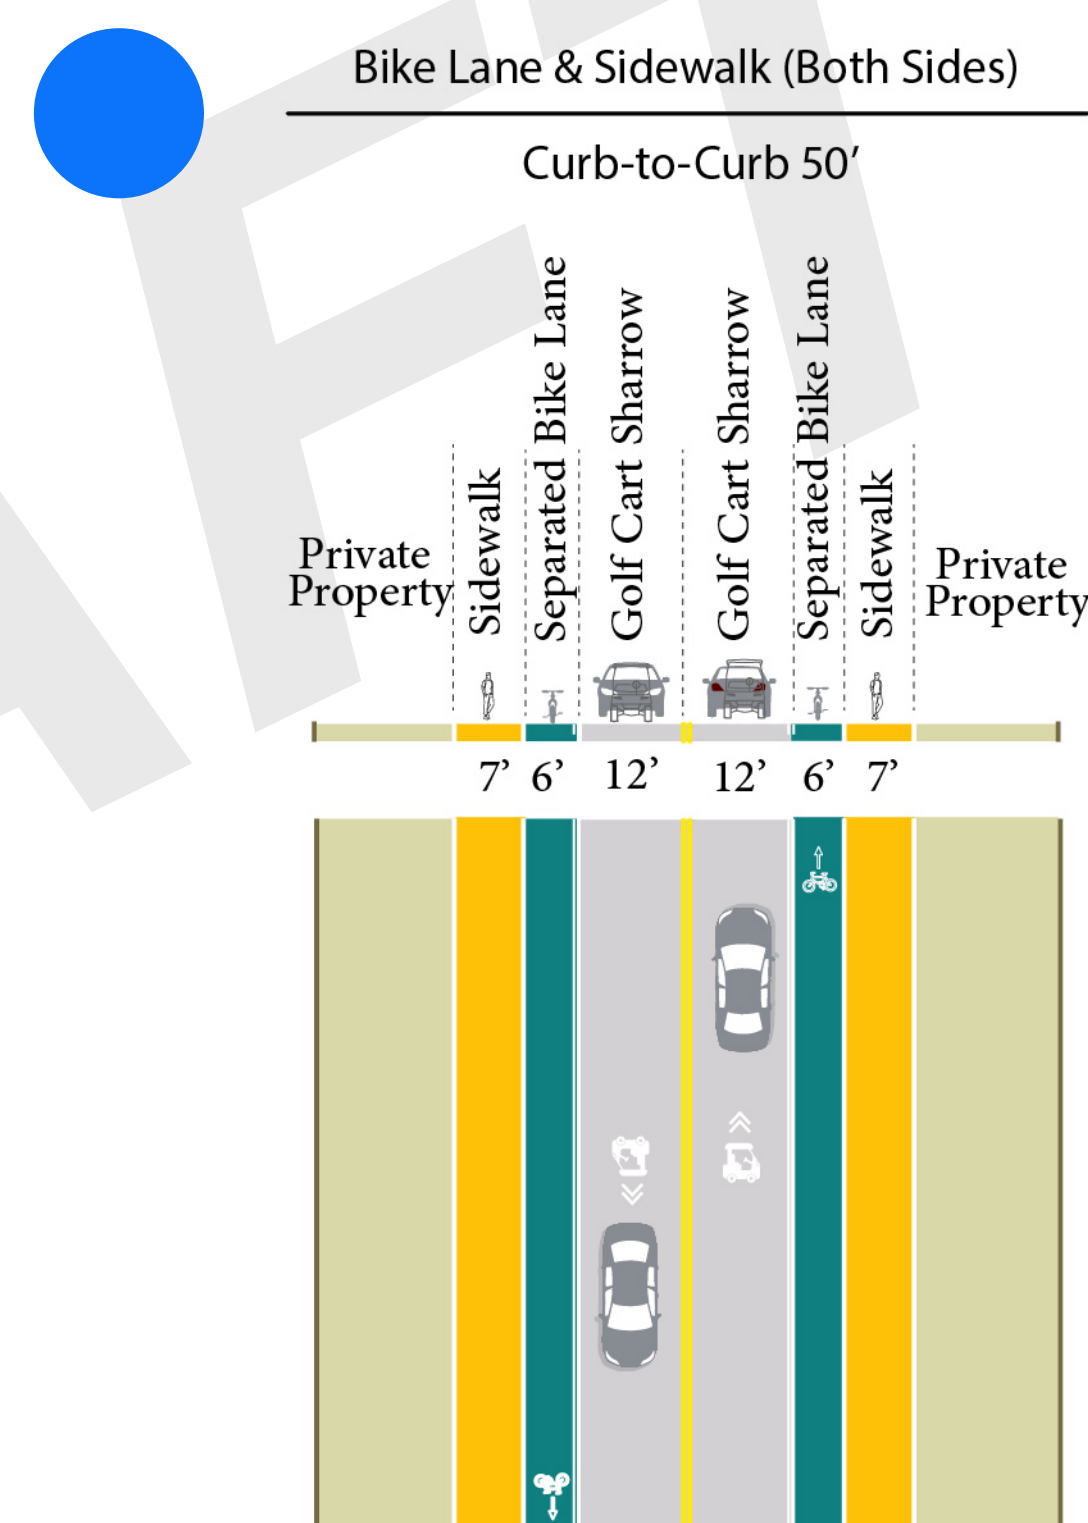 Bike Lane & Sidewalk (Both Sides)
Curb-to-Curb 50’
Private
Property
Sidewalk
Separated Bike Lane
Golf Cart Sharrow
Golf Cart Sharrow
Separated Bike Lane
Sidewalk
Private
Property
7’ 6’ 12’ 12’ 6’ 7’